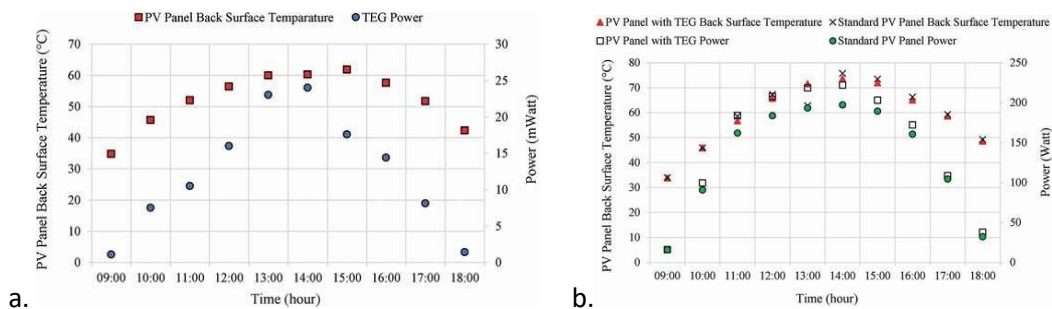 PV Panel Back Surface Temparature TEG Power
PV Panel Back Surface Temperature (°C)
70
60
50
40
30
20
10
0
30
25
20
15
10
5
0
Power (mWatt)
09:00 10:00 11:00 12:00 13:00 14:00 15:00 16:00 17:00 18:00
Time (hour)
a.
PV Panel with TEG Back Surface Temperature Standard PV Panel Back Surface Temperature
PV Panel with TEG Power Standard PV Panel Power
PV Panel Back Surface Temperature (°C)
80
70
60
50
40
30
20
10
0
250
200
150
100
50
0
Power (Watt)
09:00 10:00 11:00 12:00 13:00 14:00 15:00 16:00 17:00 18:00
Time (hour)
b.